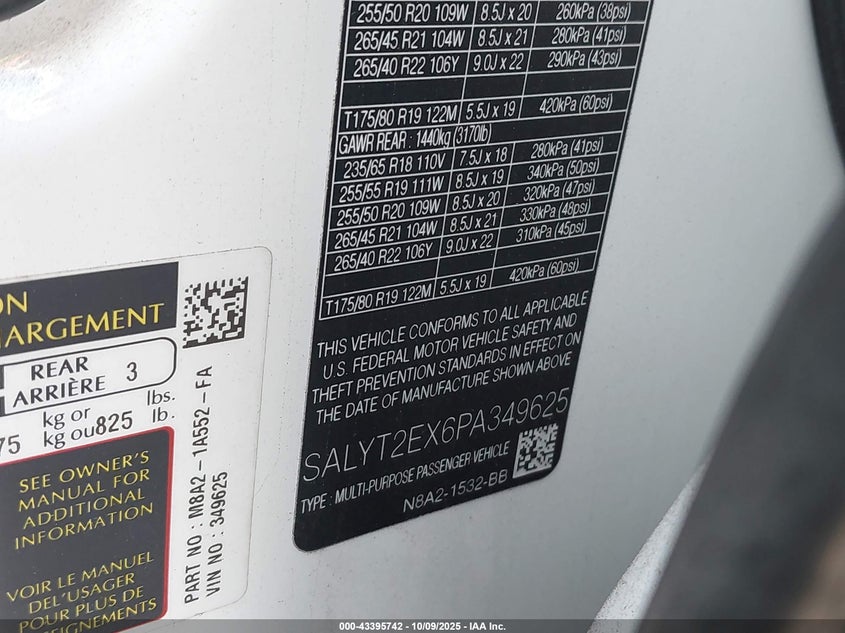 255/50 R20 109W 8.5J x 20 260kPa (38psi)
265/45 R21 104W 8.5J x 21 280kPa (41psi)
265/40 R22 106Y 9.0J x 22 290kPa (43psi)
T175/80 R19 122M 5.5J x 19 420kPa (60psi)
GAWR REAR : 1440kg (3170lb)
235/65 R18 110V 7.5J x 18 280kPa (41psi)
255/55 R19 111W 8.5J x 19 340kPa (50psi)
255/50 R20 109W 8.5J x 20 320kPa (47psi)
265/45 R21 104W 8.5J x 21 330kPa (48psi)
265/40 R22 106Y 9.0J x 22 310kPa (45psi)
T175/80 R19 122M 5.5J x 19 420kPa (60psi)
THIS VEHICLE CONFORMS TO ALL APPLICABLE
U.S. FEDERAL MOTOR VEHICLE SAFETY AND
THEFT PREVENTION STANDARDS IN EFFECT ON
THE DATE OF MANUFACTURE SHOWN ABOVE
SALYT2EX6PA349625
TYPE : MULTI-PURPOSE PASSENGER VEHICLE
N8A2-1532-BB
ON
HARGEMENT
REAR
ARRIÈRE 3
75 kg or 825 lbs.
kg ou lb.
SEE OWNER'S
MANUAL FOR
ADDITIONAL
INFORMATION
VOIR LE MANUEL
DEL'USAGER
POUR PLUS DE
RENSEIGNEMENTS
PART NO : M8A2 - 1A552 - FA
VIN NO : 349625
000-43395742 - 10/09/2025 - IAA Inc.